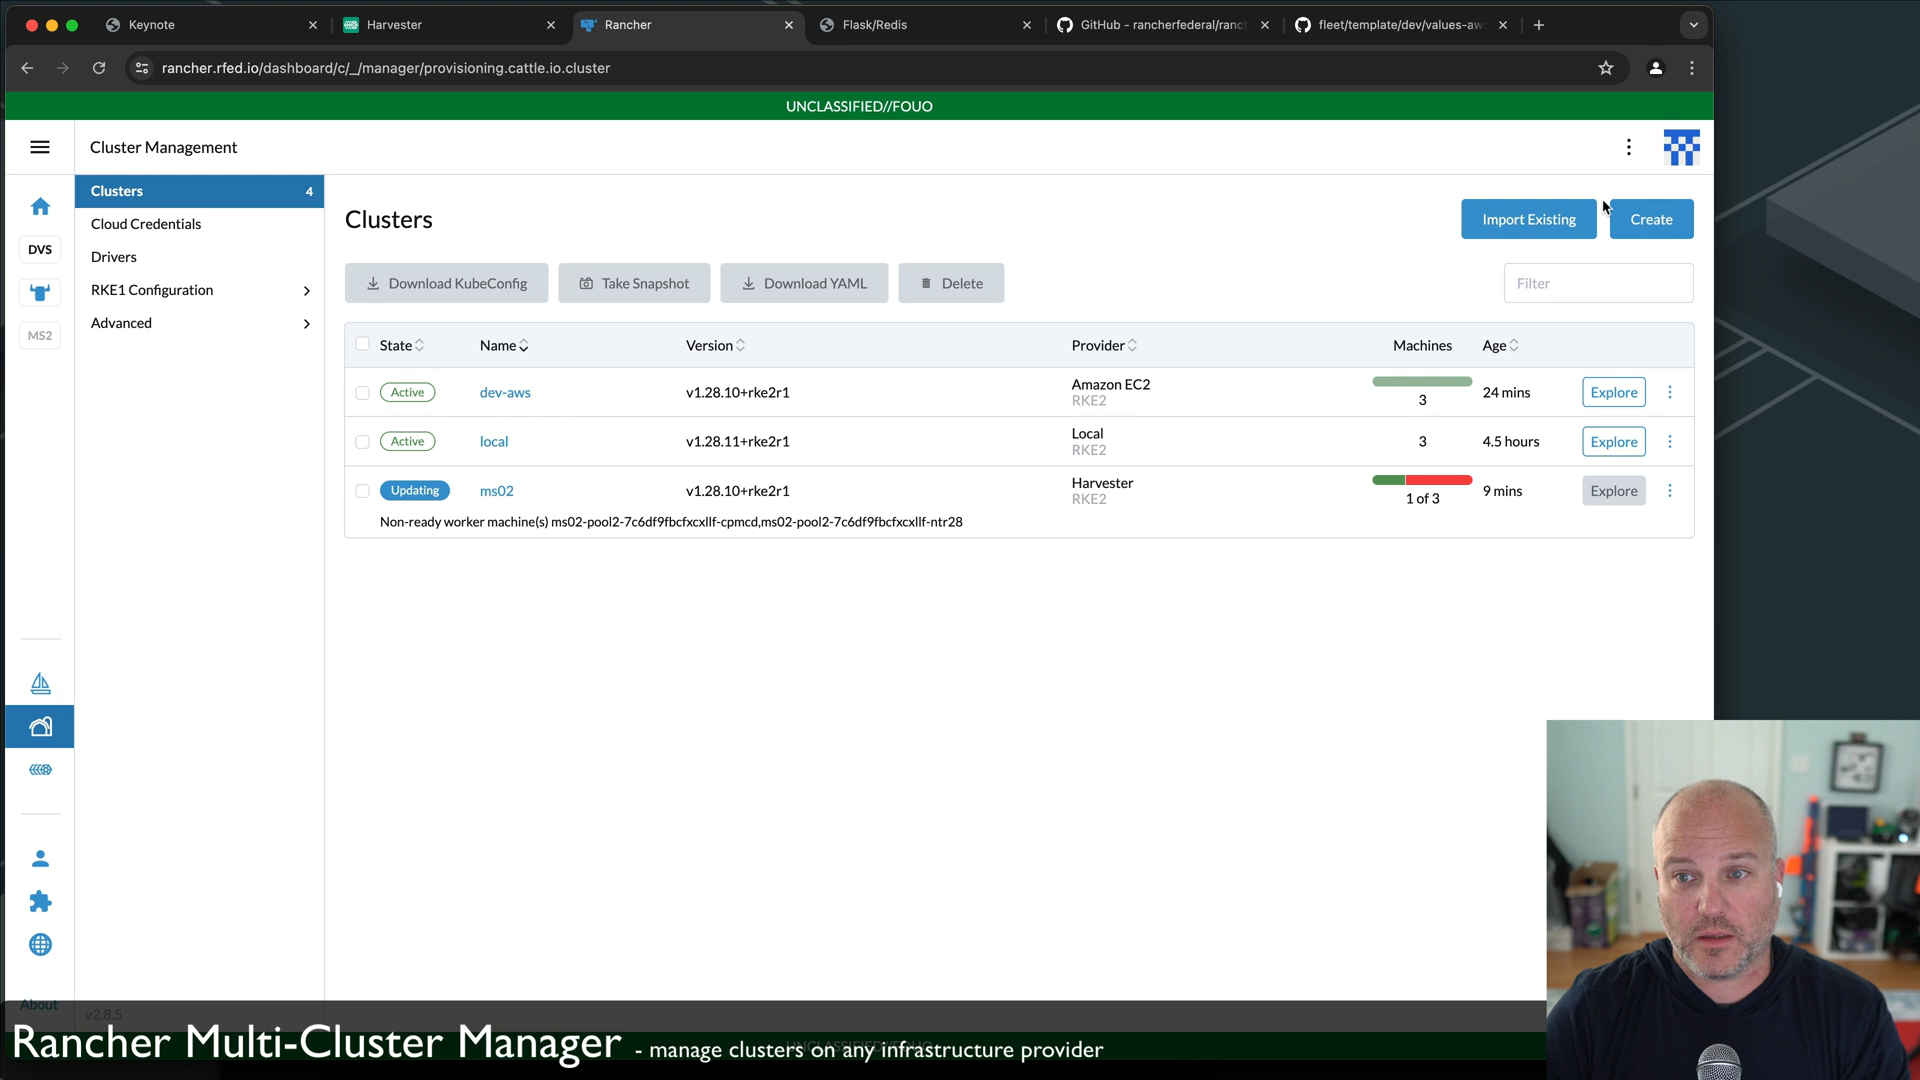 Keynote
Harvester
Rancher
Flask/Redis
GitHub - rancherfederal/ranc
fleet/template/dev/values-aw
rancher.rfed.io/dashboard/c/_/manager/provisioning.cattle.io.cluster
UNCLASSIFIED//FOUO
Cluster Management
Clusters 4
Cloud Credentials
Drivers
RKE1 Configuration
Advanced
DVS
MS2
Clusters
Import Existing
Create
Download KubeConfig
Take Snapshot
Download YAML
Delete
Filter
State Name Version Provider Machines Age
Active dev-aws v1.28.10+rke2r1 Amazon EC2 3 24 mins Explore
RKE2
Active local v1.28.11+rke2r1 Local 3 4.5 hours Explore
RKE2
Updating ms02 v1.28.10+rke2r1 Harvester 1 of 3 9 mins Explore
RKE2
Non-ready worker machine(s) ms02-pool2-7c6df9fbcfxcxllf-cpmcd,ms02-pool2-7c6df9fbcfxcxllf-ntr28
About
v2.8.5
UNCLASSIFIED//FOUO
Rancher Multi-Cluster Manager - manage clusters on any infrastructure provider